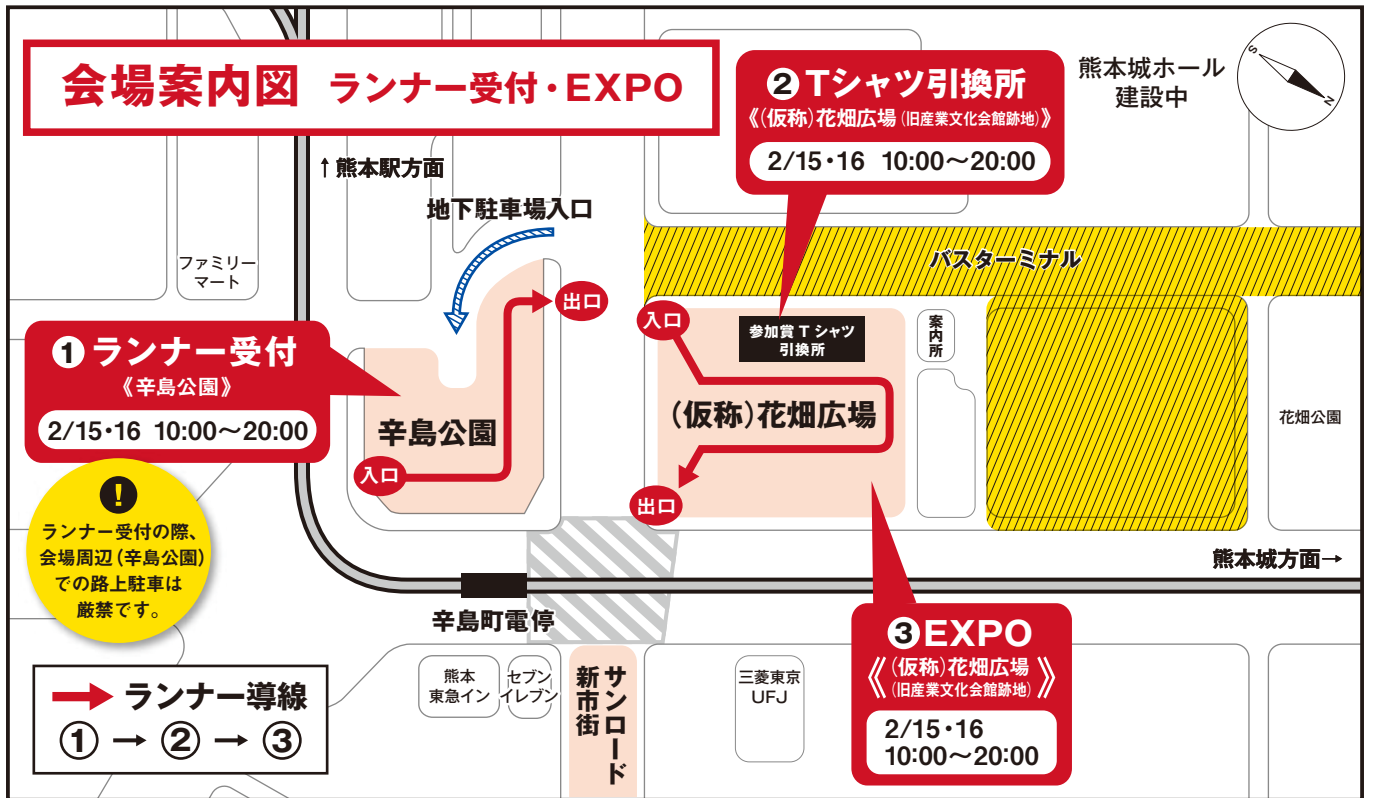 会場案内図 ランナー受付・EXPO
❷Tシャツ引換所
《(仮称)花畑広場(旧産業文化会館跡地)》
2/15・16 10:00〜20:00
熊本城ホール
建設中
S
N
↑熊本駅方面
地下駐車場入口
ファミリー
マート
バスターミナル
出口
入口
参加賞Tシャツ
引換所
案内所
❶ランナー受付
《辛島公園》
2/15・16 10:00〜20:00
辛島公園
入口
(仮称)花畑広場
出口
花畑公園
!
ランナー受付の際、
会場周辺(辛島公園)
での路上駐車は
厳禁です。
熊本城方面→
辛島町電停
❸EXPO
《(仮称)花畑広場
(旧産業文化会館跡地)》
2/15・16
10:00〜20:00
熊本
東急イン
セブン
イレブン
サンロード
新市街
三菱東京
UFJ
→ ランナー導線
① → ② → ③